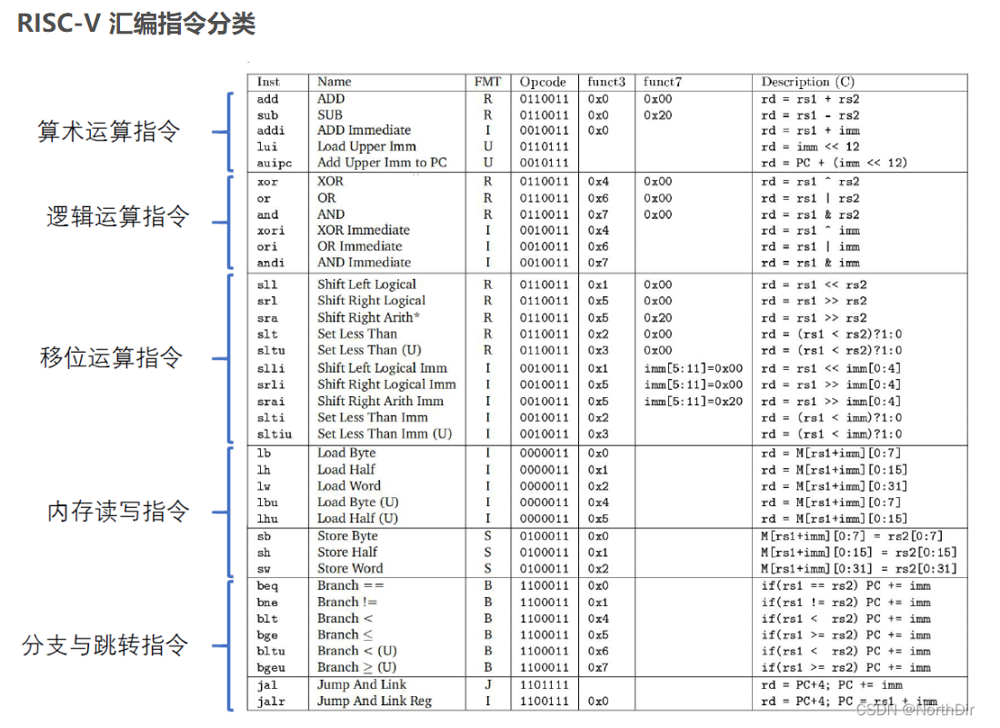 RISC-V 汇编指令分类
Inst Name FMT Opcode funct3 funct7 Description (C)
算术运算指令
add ADD R 0110011 0x0 0x00 rd = rs1 + rs2
sub SUB R 0110011 0x0 0x20 rd = rs1 - rs2
addi ADD Immediate I 0010011 0x0 rd = rs1 + imm
lui Load Upper Imm U 0110111 rd = imm << 12
auipc Add Upper Imm to PC U 0010111 rd = PC + (imm << 12)
逻辑运算指令
xor XOR R 0110011 0x4 0x00 rd = rs1 ^ rs2
or OR R 0110011 0x6 0x00 rd = rs1 | rs2
and AND R 0110011 0x7 0x00 rd = rs1 & rs2
xori XOR Immediate I 0010011 0x4 rd = rs1 ^ imm
ori OR Immediate I 0010011 0x6 rd = rs1 | imm
andi AND Immediate I 0010011 0x7 rd = rs1 & imm
移位运算指令
sll Shift Left Logical R 0110011 0x1 0x00 rd = rs1 << rs2
srl Shift Right Logical R 0110011 0x5 0x00 rd = rs1 >> rs2
sra Shift Right Arith* R 0110011 0x5 0x20 rd = rs1 >> rs2
slt Set Less Than R 0110011 0x2 0x00 rd = (rs1 < rs2)?1:0
sltu Set Less Than (U) R 0110011 0x3 0x00 rd = (rs1 < rs2)?1:0
slli Shift Left Logical Imm I 0010011 0x1 imm[5:11]=0x00 rd = rs1 << imm[0:4]
srli Shift Right Logical Imm I 0010011 0x5 imm[5:11]=0x00 rd = rs1 >> imm[0:4]
srai Shift Right Arith Imm I 0010011 0x5 imm[5:11]=0x20 rd = rs1 >> imm[0:4]
slti Set Less Than Imm I 0010011 0x2 rd = (rs1 < imm)?1:0
sltiu Set Less Than Imm (U) I 0010011 0x3 rd = (rs1 < imm)?1:0
内存读写指令
lb Load Byte I 0000011 0x0 rd = M[rs1+imm][0:7]
lh Load Half I 0000011 0x1 rd = M[rs1+imm][0:15]
lw Load Word I 0000011 0x2 rd = M[rs1+imm][0:31]
lbu Load Byte (U) I 0000011 0x4 rd = M[rs1+imm][0:7]
lhu Load Half (U) I 0000011 0x5 rd = M[rs1+imm][0:15]
sb Store Byte S 0100011 0x0 M[rs1+imm][0:7] = rs2[0:7]
sh Store Half S 0100011 0x1 M[rs1+imm][0:15] = rs2[0:15]
sw Store Word S 0100011 0x2 M[rs1+imm][0:31] = rs2[0:31]
分支与跳转指令
beq Branch == B 1100011 0x0 if(rs1 == rs2) PC += imm
bne Branch != B 1100011 0x1 if(rs1 != rs2) PC += imm
blt Branch < B 1100011 0x4 if(rs1 < rs2) PC += imm
bge Branch ≤ B 1100011 0x5 if(rs1 >= rs2) PC += imm
bltu Branch < (U) B 1100011 0x6 if(rs1 < rs2) PC += imm
bgeu Branch ≥ (U) B 1100011 0x7 if(rs1 >= rs2) PC += imm
jal Jump And Link J 1101111 rd = PC+4; PC += imm
jalr Jump And Link Reg I 1100111 0x0 rd = PC+4; PC = rs1 + imm
CSDN @NorthDir